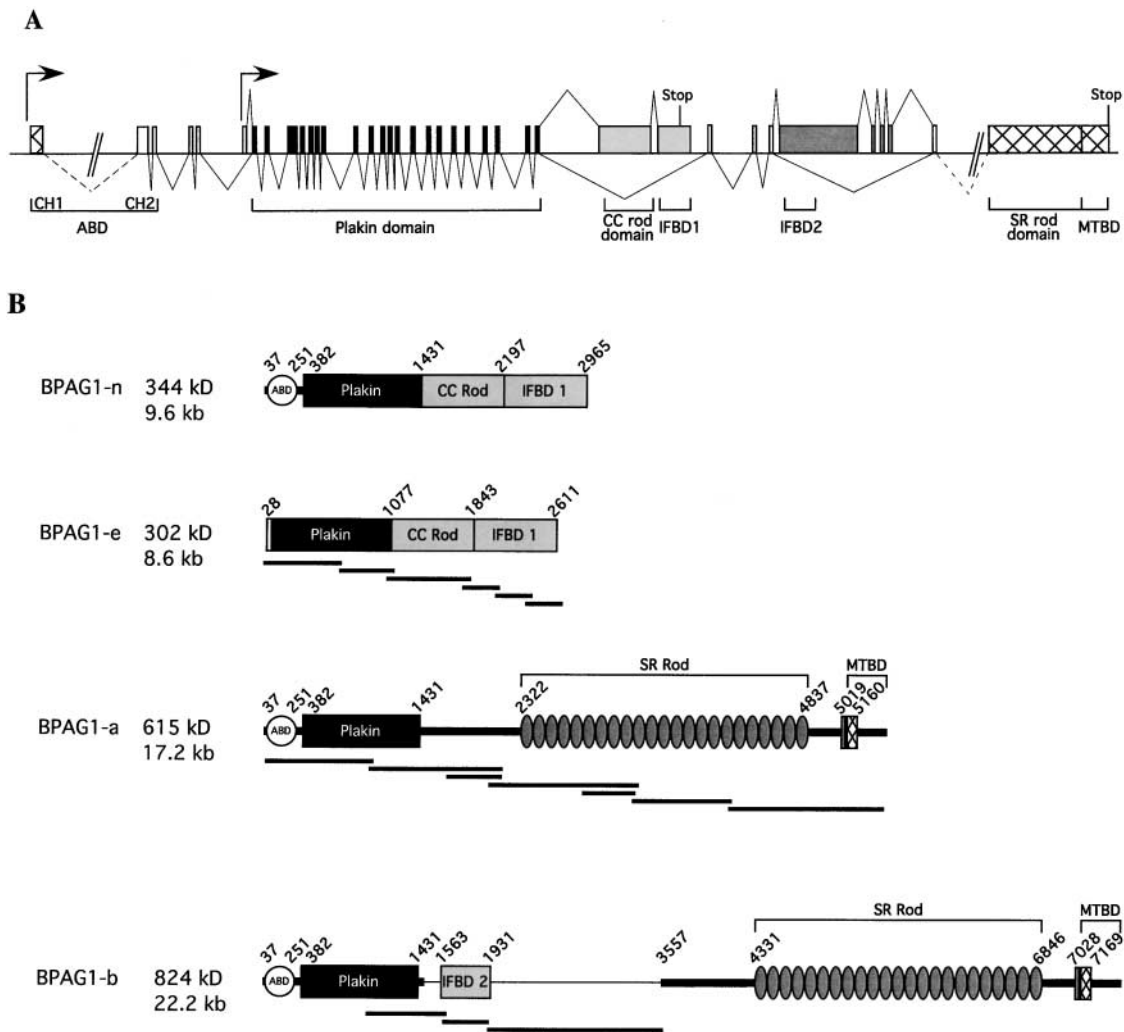 A
Stop
Stop
CH1
CH2
ABD
Plakin domain
CC rod
domain
IFBD1
IFBD2
SR rod
domain
MTBD
B
BPAG1-n 344 kD
9.6 kb
37 251 382 1431 2197 2965
ABD Plakin CC Rod IFBD 1
BPAG1-e 302 kD
8.6 kb
28 1077 1843 2611
Plakin CC Rod IFBD 1
SR Rod MTBD
BPAG1-a 615 kD
17.2 kb
37 251 382 1431 2322 4837 5019 5160
ABD Plakin
SR Rod MTBD
BPAG1-b 824 kD
22.2 kb
37 251 382 1431 1563 1931 3557 4331 6846 7028 7169
ABD Plakin IFBD 2